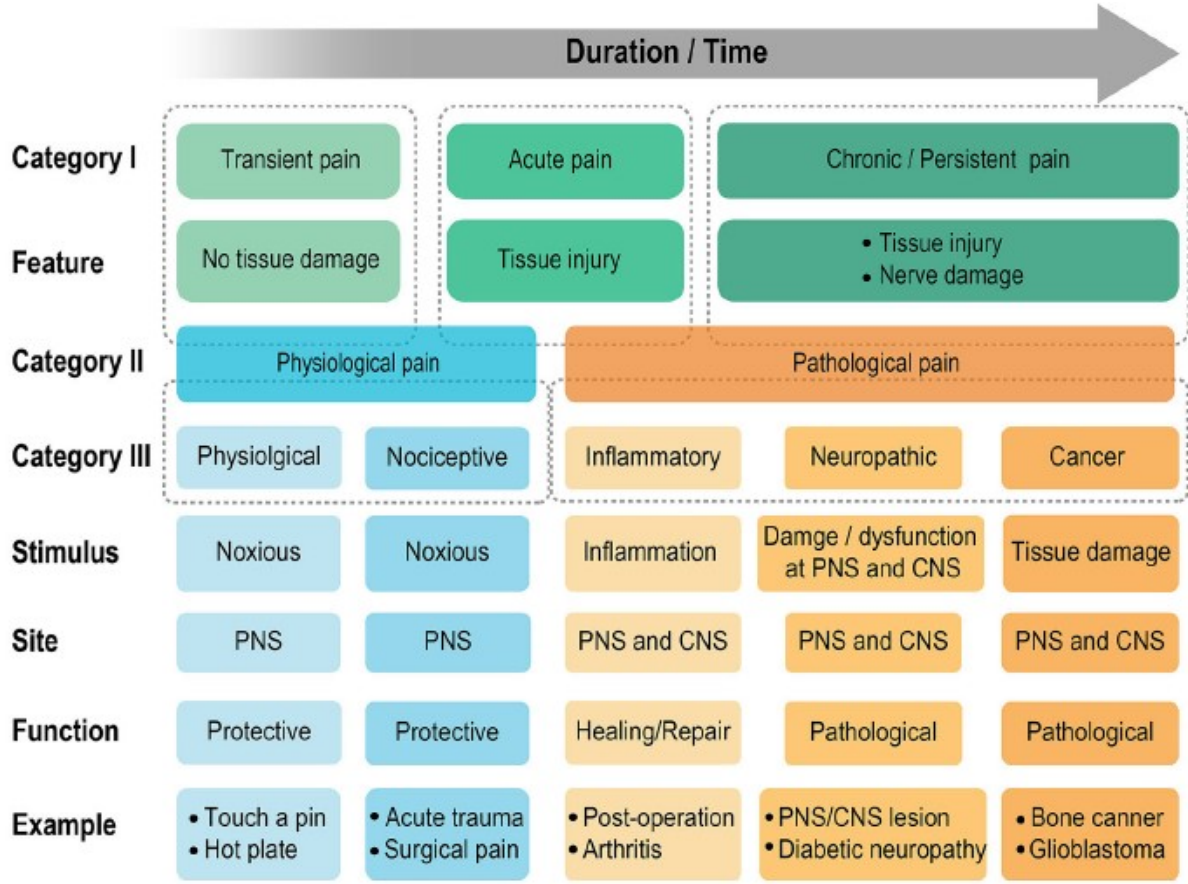 Duration / Time
Category I
Transient pain
Acute pain
Chronic / Persistent pain
Feature
No tissue damage
Tissue injury
• Tissue injury
• Nerve damage
Category II
Physiological pain
Pathological pain
Category III
Physiolgical
Nociceptive
Inflammatory
Neuropathic
Cancer
Stimulus
Noxious
Noxious
Inflammation
Damge / dysfunction
at PNS and CNS
Tissue damage
Site
PNS
PNS
PNS and CNS
PNS and CNS
PNS and CNS
Function
Protective
Protective
Healing/Repair
Pathological
Pathological
Example
• Touch a pin
• Hot plate
• Acute trauma
• Surgical pain
• Post-operation
• Arthritis
• PNS/CNS lesion
• Diabetic neuropathy
• Bone canner
• Glioblastoma